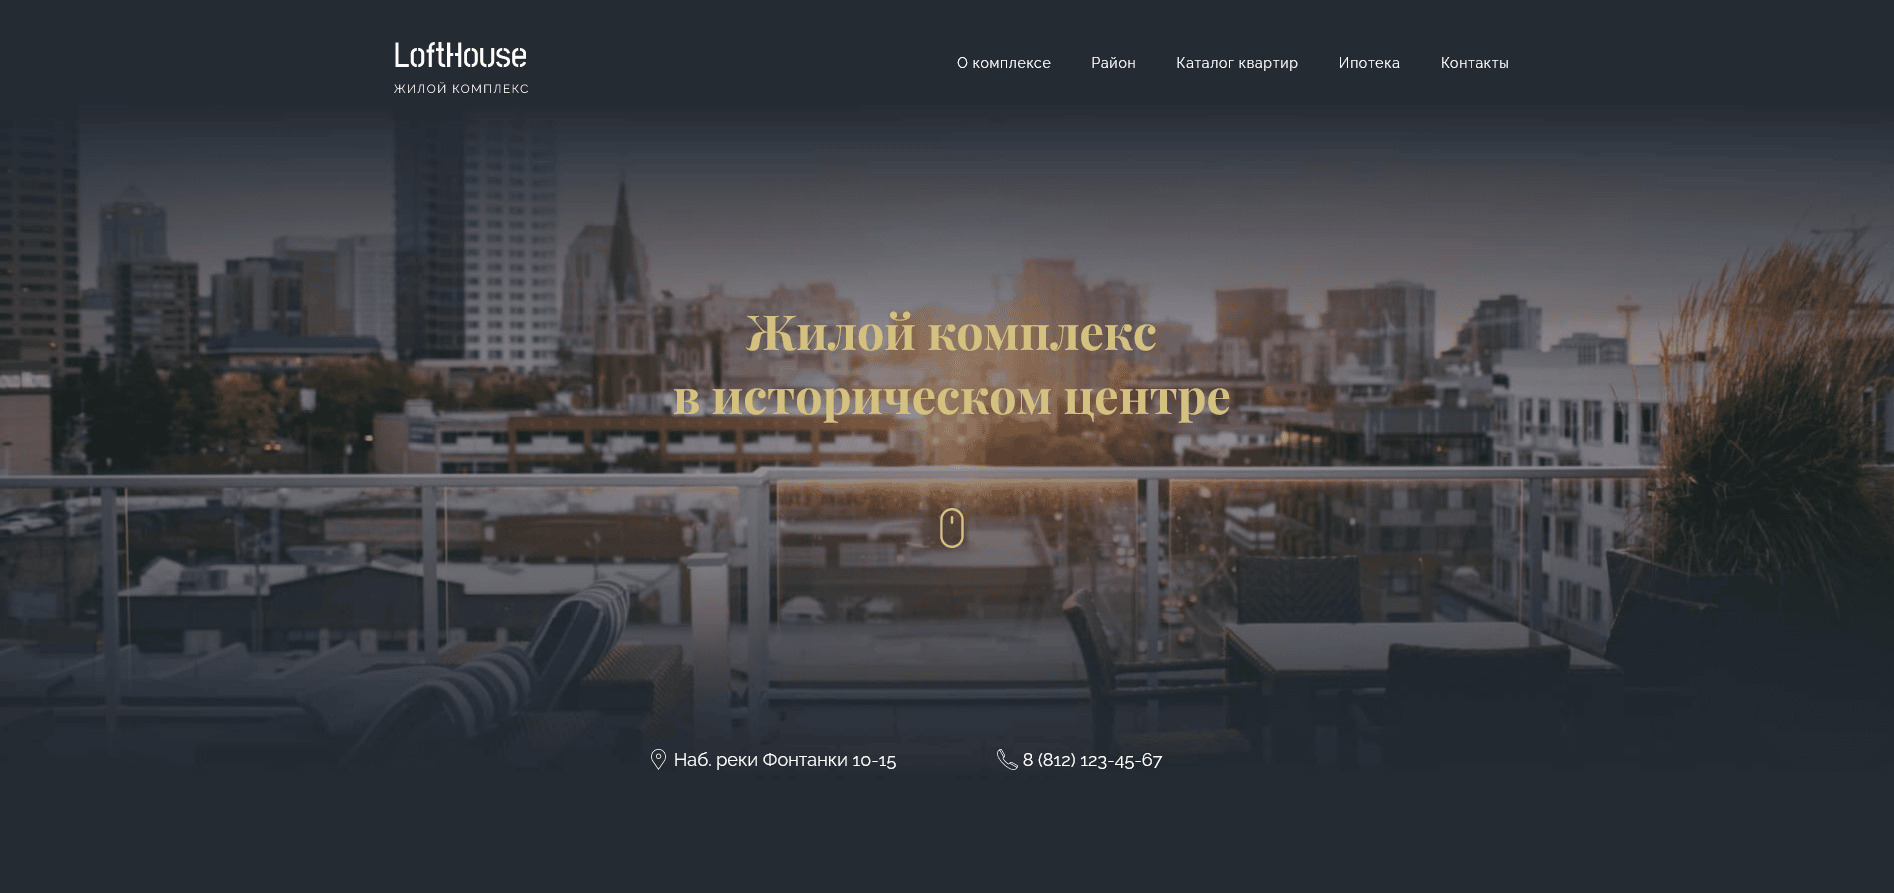 LoftHouse
ЖИЛОЙ КОМПЛЕКС
О комплексе Район Каталог квартир Ипотека Контакты
Жилой комплекс
в историческом центре
Наб. реки Фонтанки 10-15 8 (812) 123-45-67